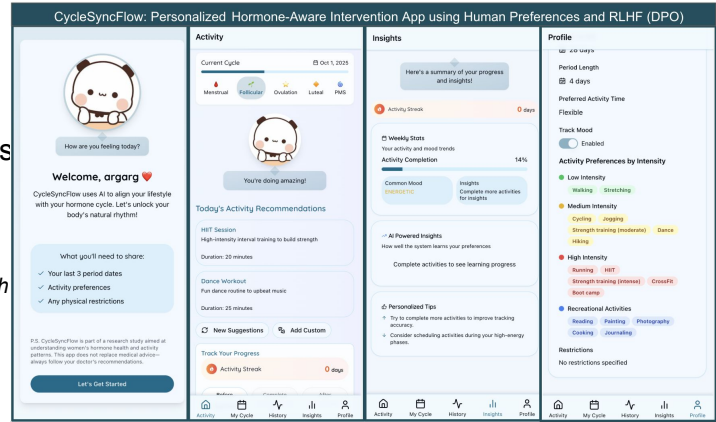 CycleSyncFlow: Personalized Hormone-Aware Intervention App using Human Preferences and RLHF (DPO)
S
h
How are you feeling today?
Welcome, argarg ❤️
CycleSyncFlow uses AI to align your lifestyle
with your hormone cycle. Let's unlock your
body's natural rhythm!
What you'll need to share:
✓ Your last 3 period dates
✓ Activity preferences
✓ Any physical restrictions
P.S. CycleSyncFlow is part of a research study aimed at
understanding women's hormone health and activity
patterns. This app does not replace medical advice—
always follow your doctor's recommendations.
Let's Get Started
Activity
Current Cycle Oct 1, 2025
Menstrual Follicular Ovulation Luteal PMS
You're doing amazing!
Today's Activity Recommendations
HIIT Session
High-intensity interval training to build strength
Duration: 20 minutes
Dance Workout
Fun dance routine to upbeat music
Duration: 25 minutes
New Suggestions Add Custom
Track Your Progress
Activity Streak 0 days
Activity My Cycle History Insights Profile
Insights
Here's a summary of your progress
and insights!
Activity Streak 0 days
Weekly Stats
Your activity and mood trends
Activity Completion 14%
Common Mood
ENERGETIC
Insights
Complete more activities
for insights
AI Powered Insights
How well the system learns your preferences
Complete activities to see learning progress
Personalized Tips
↑ Try to complete more activities to improve tracking
accuracy.
+ Consider scheduling activities during your high-energy
phases.
Activity My Cycle History Insights Profile
Profile
28 days
Period Length
4 days
Preferred Activity Time
Flexible
Track Mood
Enabled
Activity Preferences by Intensity
Low Intensity
Walking Stretching
Medium Intensity
Cycling Jogging
Strength training (moderate) Dance
Hiking
High Intensity
Running HIIT
Strength training (intense) CrossFit
Boot camp
Recreational Activities
Reading Painting Photography
Cooking Journaling
Restrictions
No restrictions specified
Activity My Cycle History Insights Profile